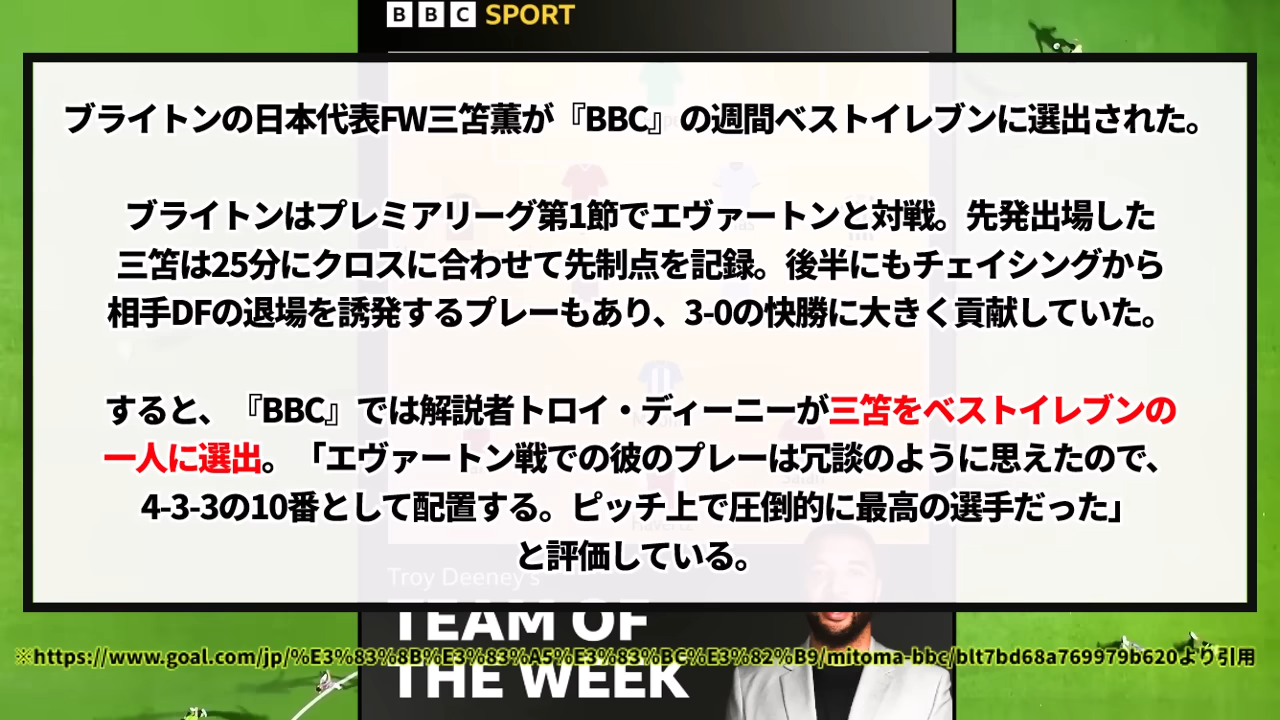 BBC SPORT
ブライトンの日本代表FW三笘薫が『BBC』の週間ベストイレブンに選出された。
ブライトンはプレミアリーグ第1節でエヴァートンと対戦。先発出場した
三笘は25分にクロスに合わせて先制点を記録。後半にもチェイシングから
相手DFの退場を誘発するプレーもあり、3-0の快勝に大きく貢献していた。
すると、『BBC』では解説者トロイ・ディーニーが三笘をベストイレブンの
一人に選出。「エヴァートン戦での彼のプレーは冗談のように思えたので、
4-3-3の10番として配置する。ピッチ上で圧倒的に最高の選手だった」
と評価している。
Troy Deeney's
TEAM OF
※https://www.goal.com/jp/%E3%83%8B%E3%83%A5%E3%83%BC%E3%82%B9/mitoma-bbc/blt7bd68a769979b620より引用
THE WEEK